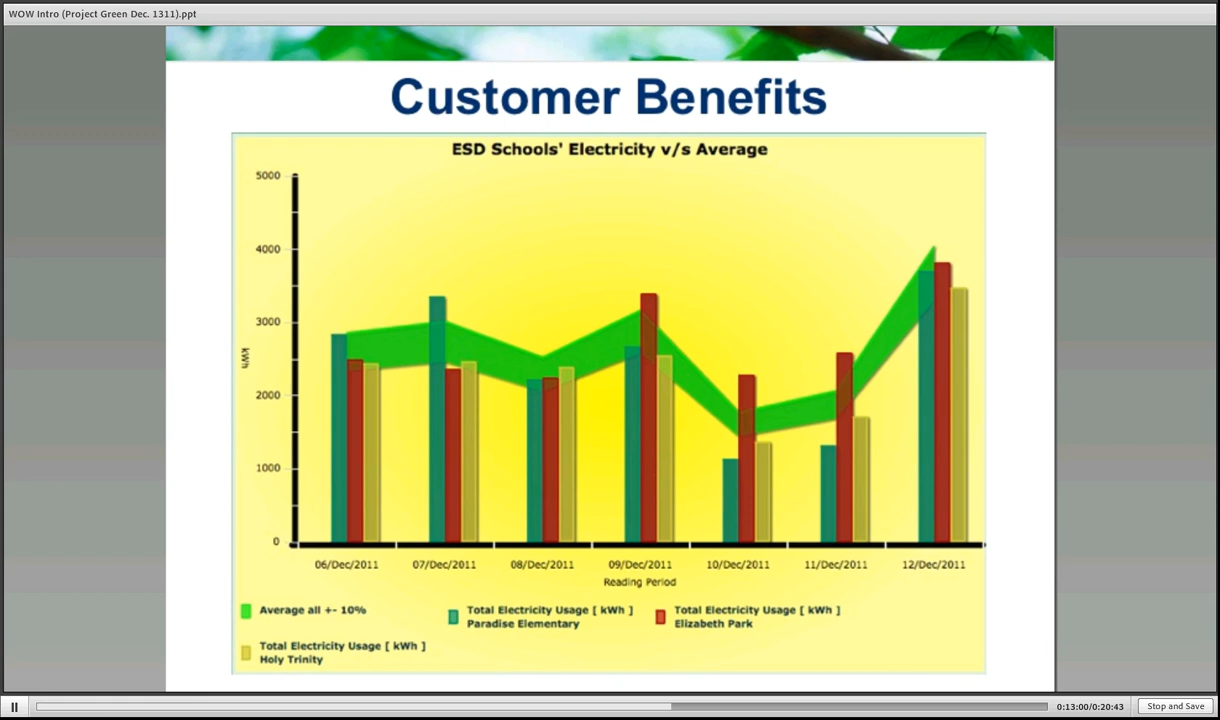 WOW Intro (Project Green Dec. 1311).ppt
Customer Benefits
ESD Schools' Electricity v/s Average
5000
4000
3000
2000
1000
0
kWh
06/Dec/2011 07/Dec/2011 08/Dec/2011 09/Dec/2011 10/Dec/2011 11/Dec/2011 12/Dec/2011
Reading Period
Average all +- 10%
Total Electricity Usage [ kWh ]
Paradise Elementary
Total Electricity Usage [ kWh ]
Elizabeth Park
Total Electricity Usage [ kWh ]
Holy Trinity
0:13:00/0:20:43
Stop and Save